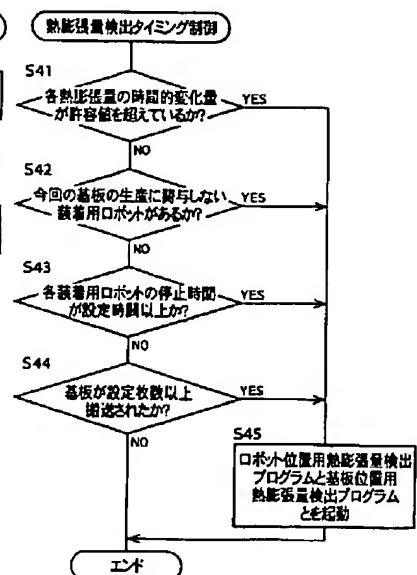 熱膨張量検出タイミング制御
S41
各熱膨張量の時間的変化量
が許容値を超えているか?
YES
NO
S42
今回の基板の生産に関与しない
装着用ロボットがあるか?
YES
NO
S43
各装着用ロボットの停止時間
が設定時間以上か?
YES
NO
S44
基板が設定枚数以上
搬送されたか?
YES
NO
S45
ロボット位置用熱膨張量検出
プログラムと基板位置用
熱膨張量検出プログラム
とを起動
エンド